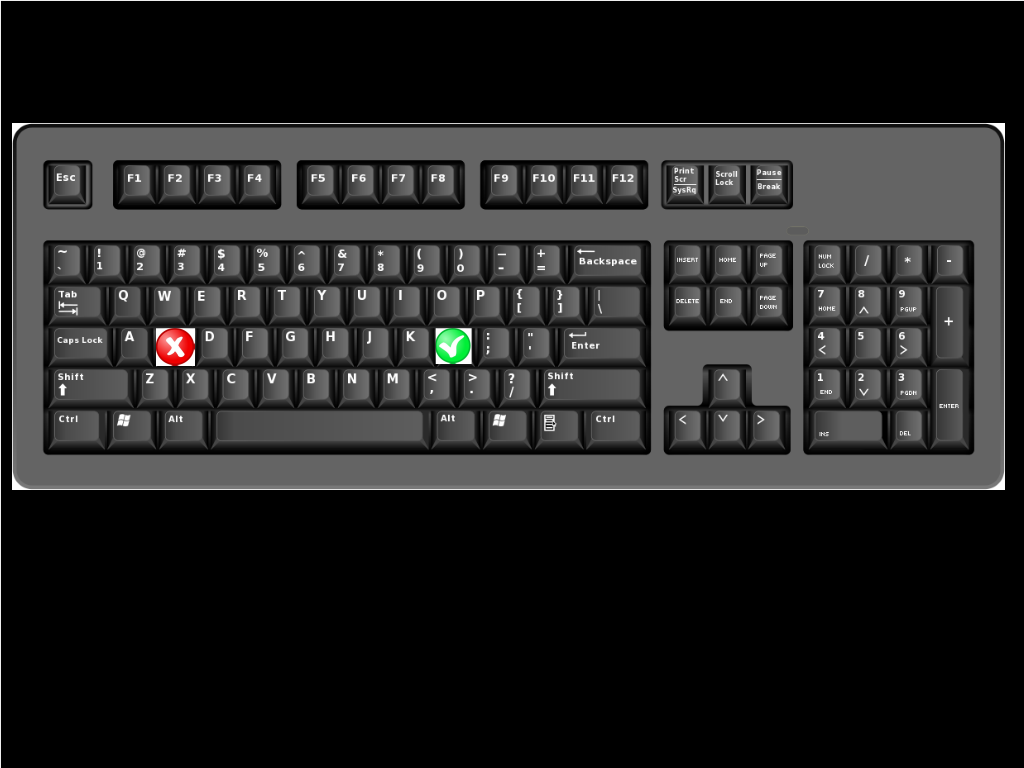 Esc F1 F2 F3 F4 F5 F6 F7 F8 F9 F10 F11 F12 Print Scr SysRq Scroll Lock Pause Break
~ ` ! 1 @ 2 # 3 $ 4 % 5 ^ 6 & 7 * 8 ( 9 ) 0 – - + = Backspace INSERT HOME PAGE UP NUM LOCK / * -
Tab Q W E R T Y U I O P { [ } ] | \ DELETE END PAGE DOWN 7 HOME 8 9 PGUP +
Caps Lock A D F G H J K : ; " ' Enter 4 < 5 6 >
Shift Z X C V B N M < , > . ? / Shift 1 END 2 3 PGDN ENTER
Ctrl Alt Alt Ctrl < > INS DEL